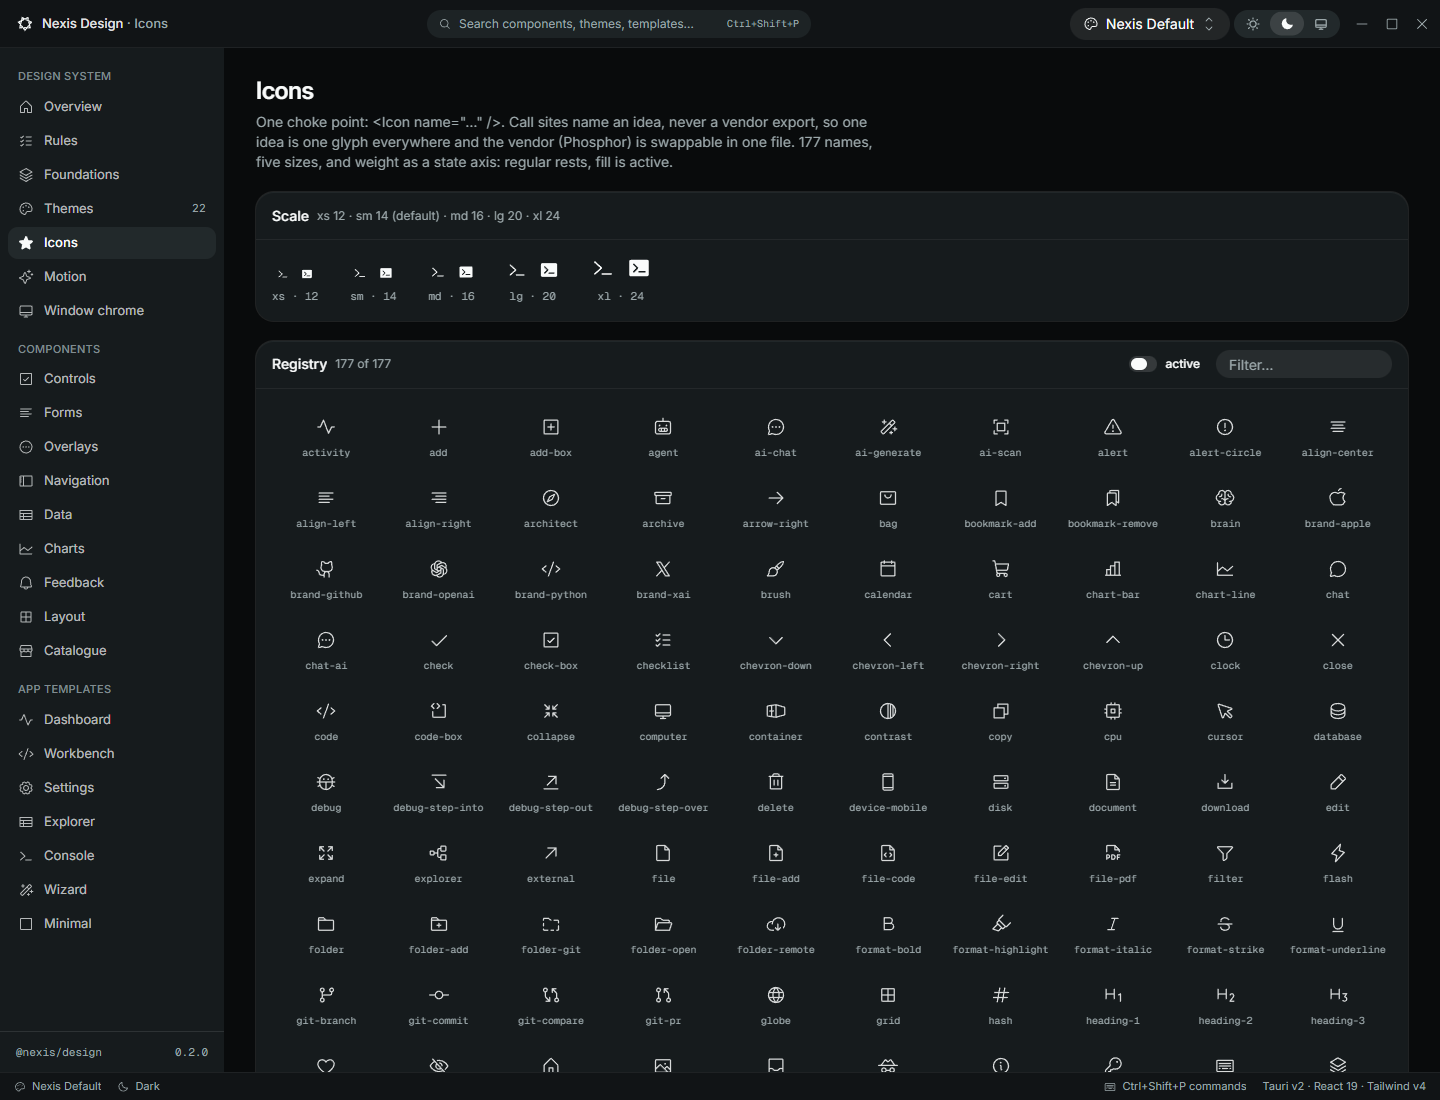 Nexis Design · Icons
Search components, themes, templates... Ctrl+Shift+P
Nexis Default
DESIGN SYSTEM
Overview
Rules
Foundations
Themes 22
Icons
Motion
Window chrome
COMPONENTS
Controls
Forms
Overlays
Navigation
Data
Charts
Feedback
Layout
Catalogue
APP TEMPLATES
Dashboard
Workbench
Settings
Explorer
Console
Wizard
Minimal
@nexis/design 0.2.0
Icons
One choke point: <Icon name="..." />. Call sites name an idea, never a vendor export, so one
idea is one glyph everywhere and the vendor (Phosphor) is swappable in one file. 177 names,
five sizes, and weight as a state axis: regular rests, fill is active.
Scale xs 12 · sm 14 (default) · md 16 · lg 20 · xl 24
xs · 12 sm · 14 md · 16 lg · 20 xl · 24
Registry 177 of 177 active Filter...
activity add add-box agent ai-chat ai-generate ai-scan alert alert-circle align-center
align-left align-right architect archive arrow-right bag bookmark-add bookmark-remove brain brand-apple
brand-github brand-openai brand-python brand-xai brush calendar cart chart-bar chart-line chat
chat-ai check check-box checklist chevron-down chevron-left chevron-right chevron-up clock close
code code-box collapse computer container contrast copy cpu cursor database
debug debug-step-into debug-step-out debug-step-over delete device-mobile disk document download edit
PDF
expand explorer external file file-add file-code file-edit file-pdf filter flash
B I S U
folder folder-add folder-git folder-open folder-remote format-bold format-highlight format-italic format-strike format-underline
H1 H2 H3
git-branch git-commit git-compare git-pr globe grid hash heading-1 heading-2 heading-3
Nexis Default Dark Ctrl+Shift+P commands Tauri v2 · React 19 · Tailwind v4